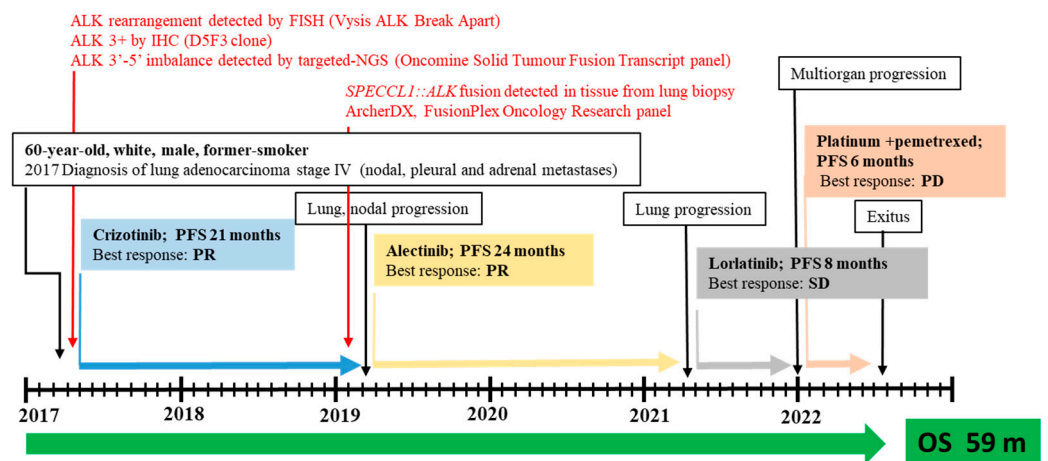 ALK rearrangement detected by FISH (Vysis ALK Break Apart)
ALK 3+ by IHC (D5F3 clone)
ALK 3’-5’ imbalance detected by targeted-NGS (Oncomine Solid Tumour Fusion Transcript panel)
SPECCL1::ALK fusion detected in tissue from lung biopsy
ArcherDX, FusionPlex Oncology Research panel
Multiorgan progression
60-year-old, white, male, former-smoker
2017 Diagnosis of lung adenocarcinoma stage IV (nodal, pleural and adrenal metastases)
Platinum +pemetrexed;
PFS 6 months
Best response: PD
Lung, nodal progression
Lung progression
Exitus
Crizotinib; PFS 21 months
Best response: PR
Alectinib; PFS 24 months
Best response: PR
Lorlatinib; PFS 8 months
Best response: SD
2017 2018 2019 2020 2021 2022
OS 59 m